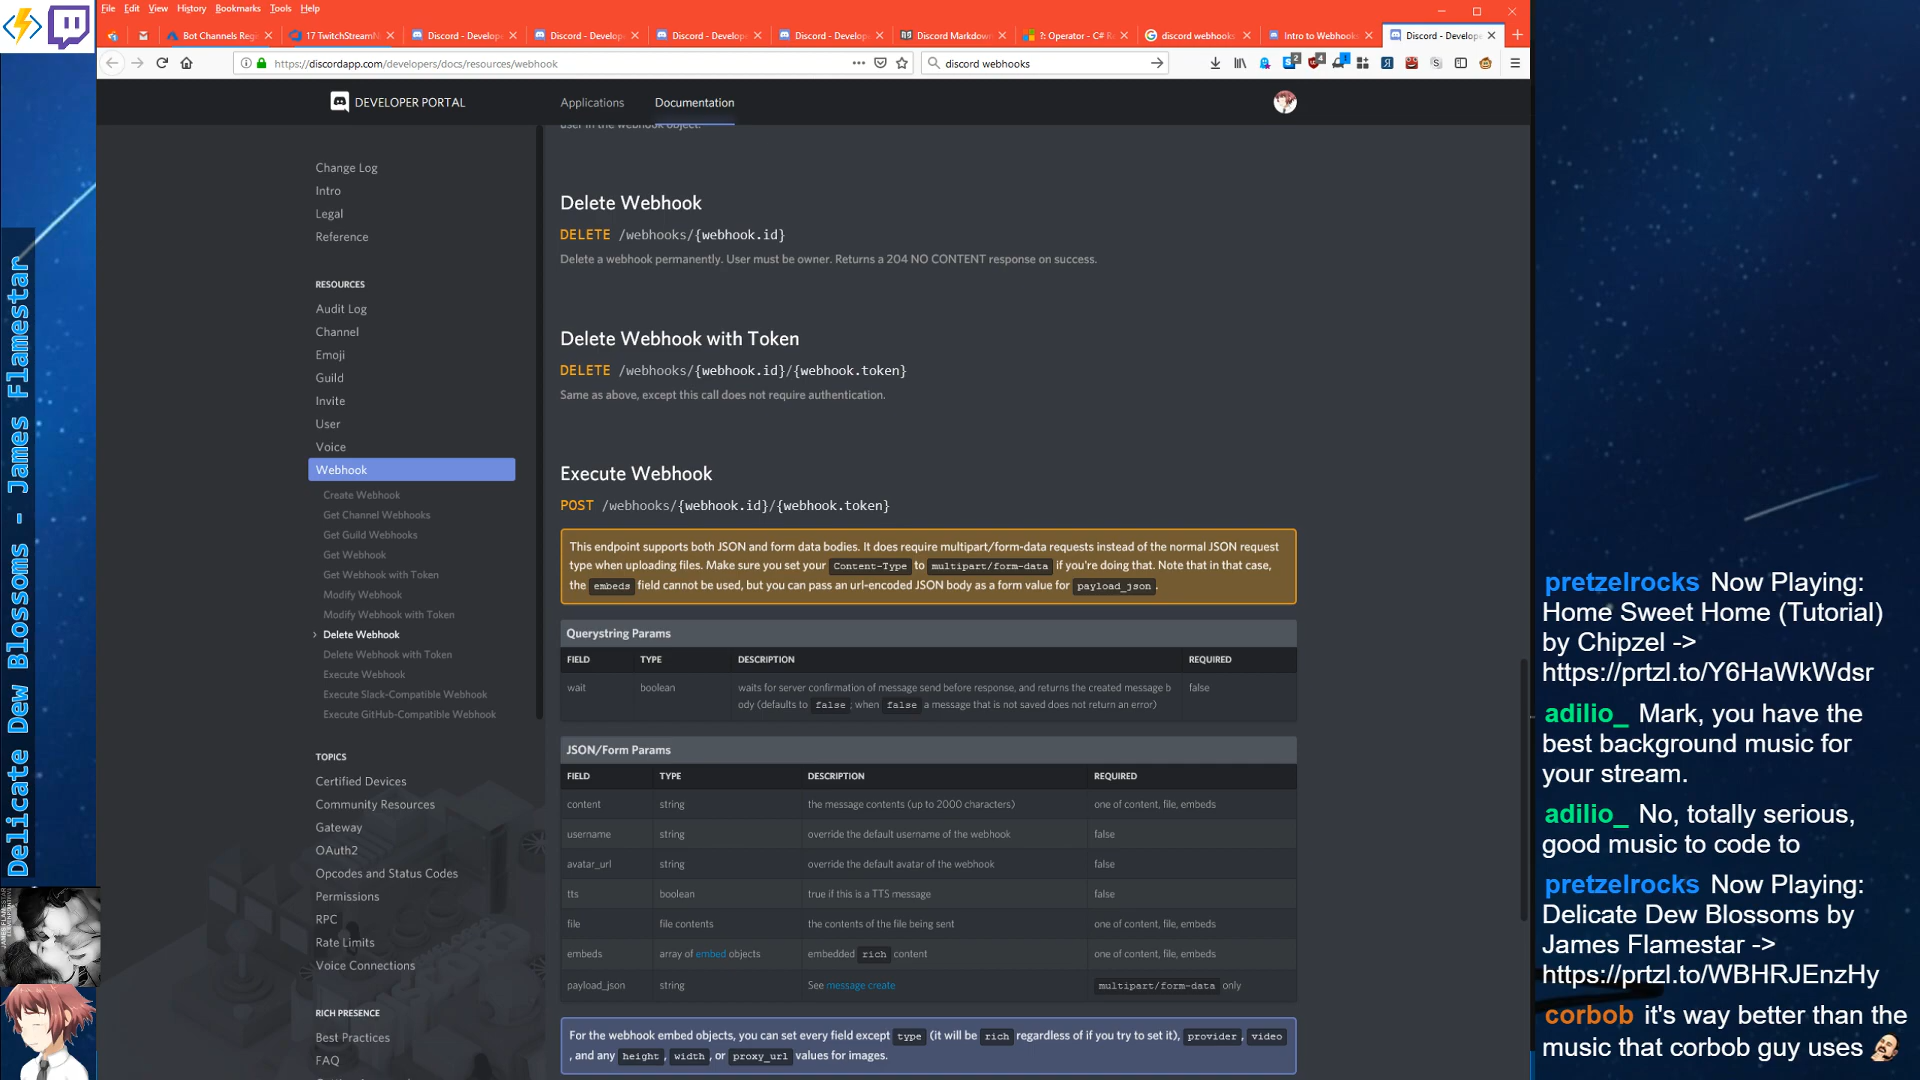 File Edit View History Bookmarks Tools Help
Bot Channels Regi
17 TwitchStreamN
Discord - Develope
Discord - Develope
Discord - Develope
Discord - Develope
Discord Markdown
?: Operator - C# R
discord webhooks
Intro to Webhooks
Discord - Develope
https://discordapp.com/developers/docs/resources/webhook
discord webhooks
DEVELOPER PORTAL
Applications
Documentation
user in the webhook object.
Change Log
Intro
Legal
Reference
RESOURCES
Audit Log
Channel
Emoji
Guild
Invite
User
Voice
Webhook
Create Webhook
Get Channel Webhooks
Get Guild Webhooks
Get Webhook
Get Webhook with Token
Modify Webhook
Modify Webhook with Token
Delete Webhook
Delete Webhook with Token
Execute Webhook
Execute Slack-Compatible Webhook
Execute GitHub-Compatible Webhook
TOPICS
Certified Devices
Community Resources
Gateway
OAuth2
Opcodes and Status Codes
Permissions
RPC
Rate Limits
Voice Connections
RICH PRESENCE
Best Practices
FAQ
Delete Webhook
DELETE /webhooks/{webhook.id}
Delete a webhook permanently. User must be owner. Returns a 204 NO CONTENT response on success.
Delete Webhook with Token
DELETE /webhooks/{webhook.id}/{webhook.token}
Same as above, except this call does not require authentication.
Execute Webhook
POST /webhooks/{webhook.id}/{webhook.token}
This endpoint supports both JSON and form data bodies. It does require multipart/form-data requests instead of the normal JSON request
type when uploading files. Make sure you set your Content-Type to multipart/form-data if you're doing that. Note that in that case,
the embeds field cannot be used, but you can pass an url-encoded JSON body as a form value for payload_json.
Querystring Params
FIELD TYPE DESCRIPTION REQUIRED
wait boolean waits for server confirmation of message send before response, and returns the created message b false
ody (defaults to false; when false a message that is not saved does not return an error)
JSON/Form Params
FIELD TYPE DESCRIPTION REQUIRED
content string the message contents (up to 2000 characters) one of content, file, embeds
username string override the default username of the webhook false
avatar_url string override the default avatar of the webhook false
tts boolean true if this is a TTS message false
file file contents the contents of the file being sent one of content, file, embeds
embeds array of embed objects embedded rich content one of content, file, embeds
payload_json string See message create multipart/form-data only
For the webhook embed objects, you can set every field except type (it will be rich regardless of if you try to set it), provider, video
, and any height, width, or proxy_url values for images.
Delicate Dew Blossoms - James Flamestar
pretzelrocks Now Playing:
Home Sweet Home (Tutorial)
by Chipzel ->
https://prtzl.to/Y6HaWkWdsr
adilio_ Mark, you have the
best background music for
your stream.
adilio_ No, totally serious,
good music to code to
pretzelrocks Now Playing:
Delicate Dew Blossoms by
James Flamestar ->
https://prtzl.to/WBHRJEnzHy
corbob it's way better than the
music that corbob guy uses